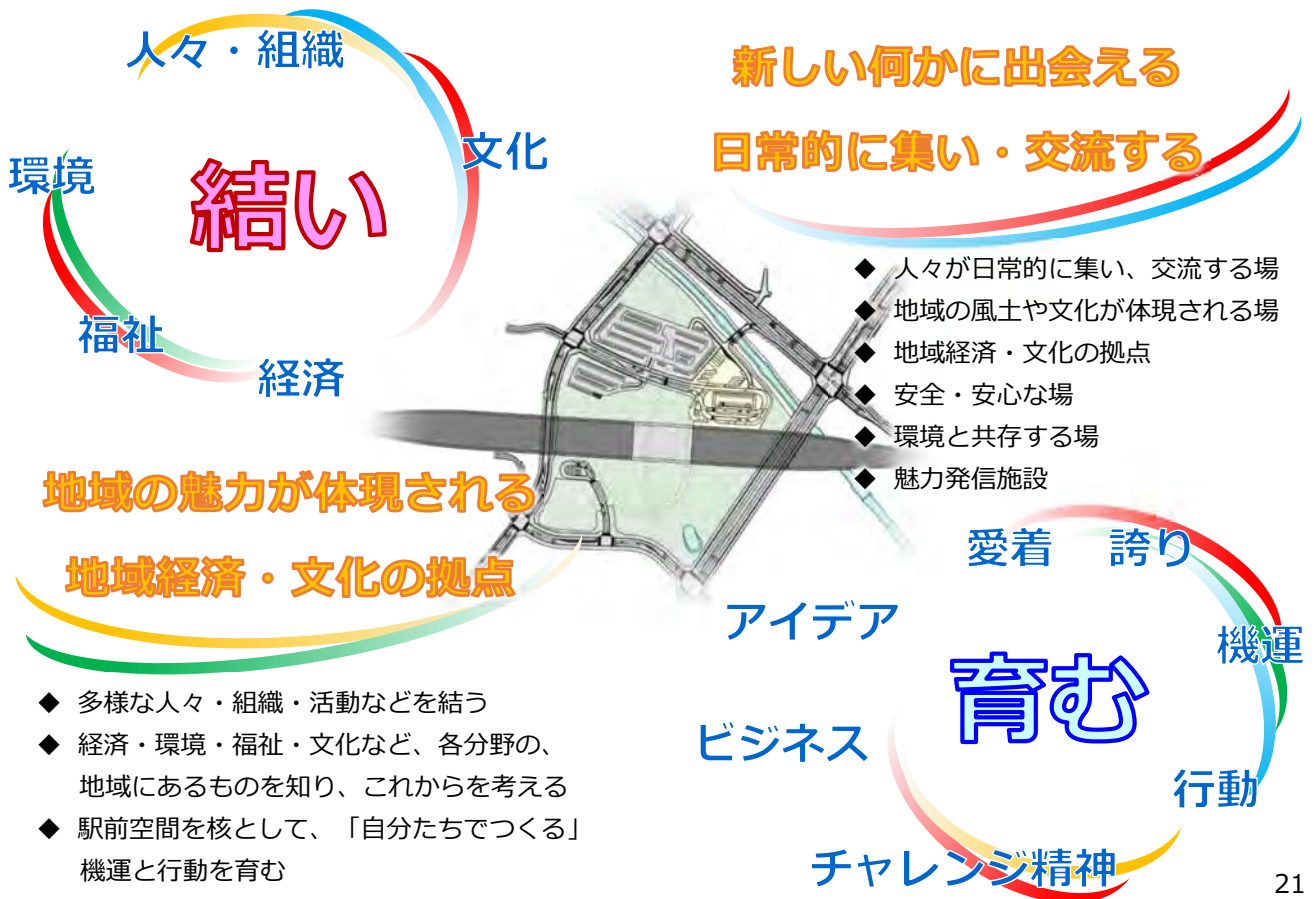 人々・組織
文化
環境
結い
福祉
経済
新しい何かに出会える
日常的に集い・交流する
◆ 人々が日常的に集い、交流する場
◆ 地域の風土や文化が体現される場
◆ 地域経済・文化の拠点
◆ 安全・安心な場
◆ 環境と共存する場
◆ 魅力発信施設
地域の魅力が体現される
地域経済・文化の拠点
◆ 多様な人々・組織・活動などを結う
◆ 経済・環境・福祉・文化など、各分野の、
地域にあるものを知り、これからを考える
◆ 駅前空間を核として、「自分たちでつくる」
機運と行動を育む
愛着 誇り
アイデア
機運
育む
ビジネス
行動
チャレンジ精神
21